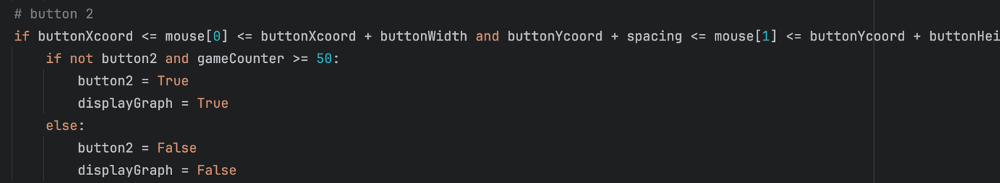 # button 2
if buttonXcoord <= mouse[0] <= buttonXcoord + buttonWidth and buttonYcoord + spacing <= mouse[1] <= buttonYcoord + buttonHei
if not button2 and gameCounter >= 50:
button2 = True
displayGraph = True
else:
button2 = False
displayGraph = False